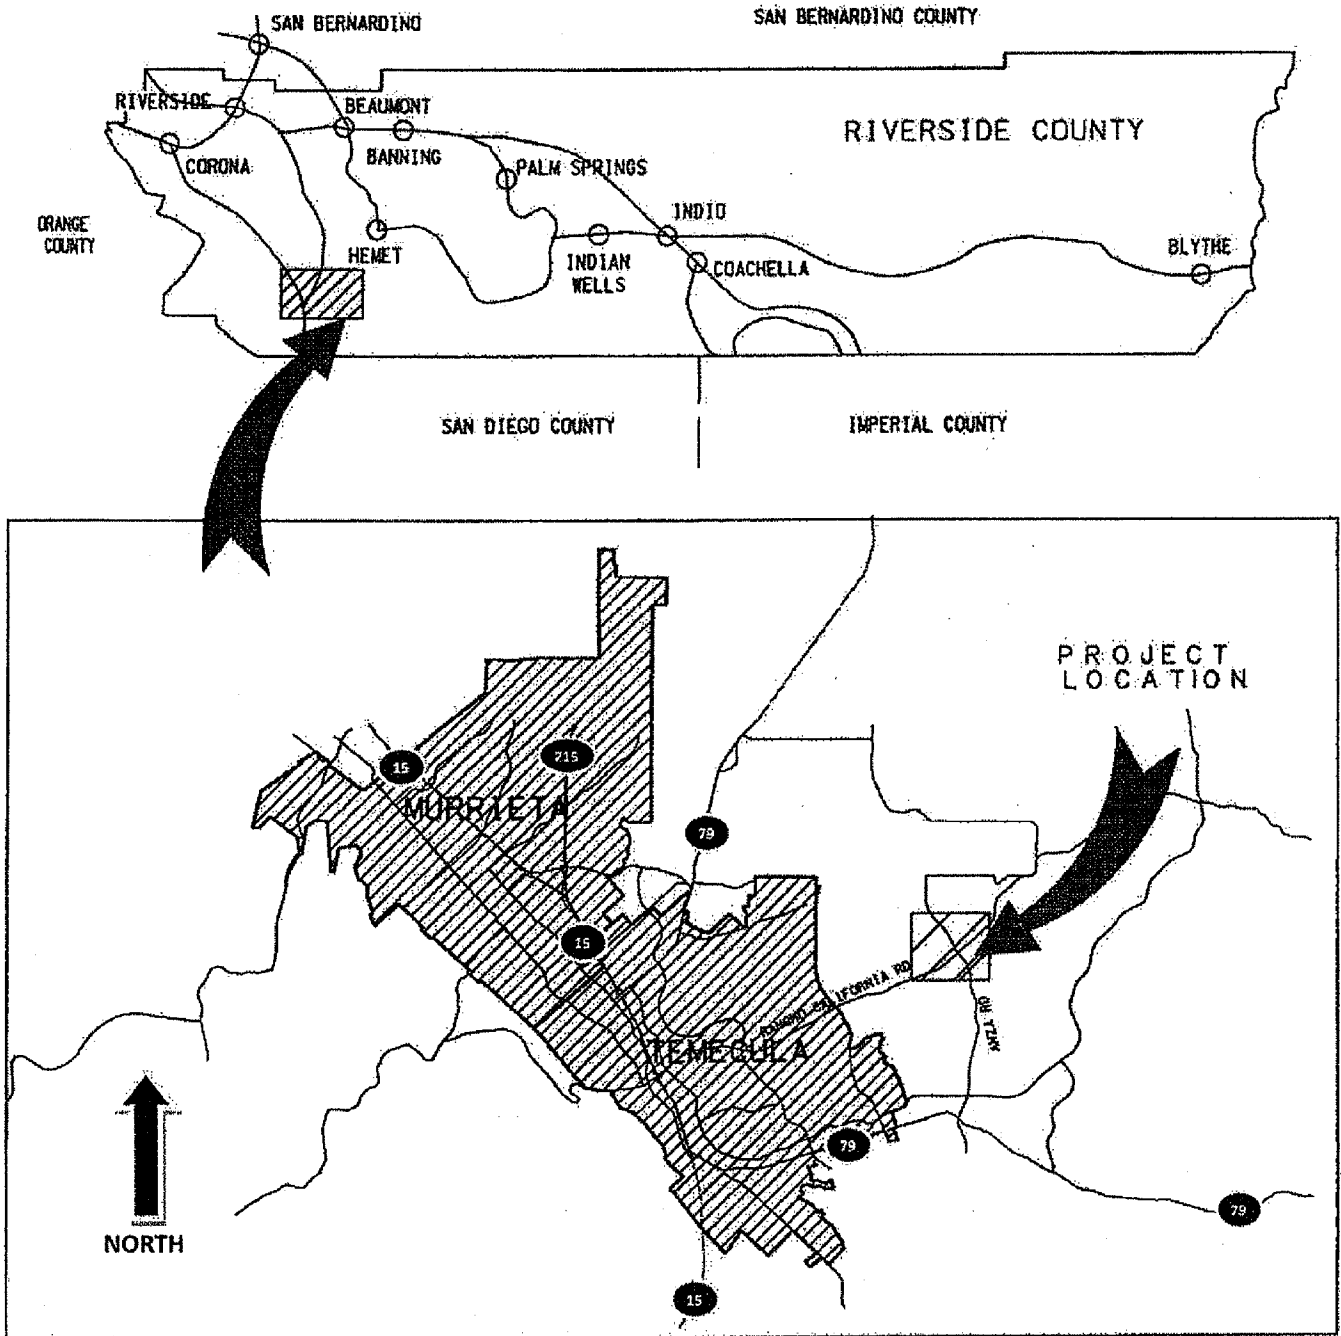 SAN BERNARDINO
SAN BERNARDINO COUNTY
RIVERSIDE
BEAUMONT
RIVERSIDE COUNTY
BANNING
CORONA
PALM SPRINGS
ORANGE
COUNTY
INDIO
HEMET
INDIAN
WELLS
COACHELLA
BLYTHE
SAN DIEGO COUNTY
IMPERIAL COUNTY
PROJECT
LOCATION
15
215
MURRIETA
79
15
RANCHO CALIFORNIA RD
TEMECULA
79
79
NORTH
15